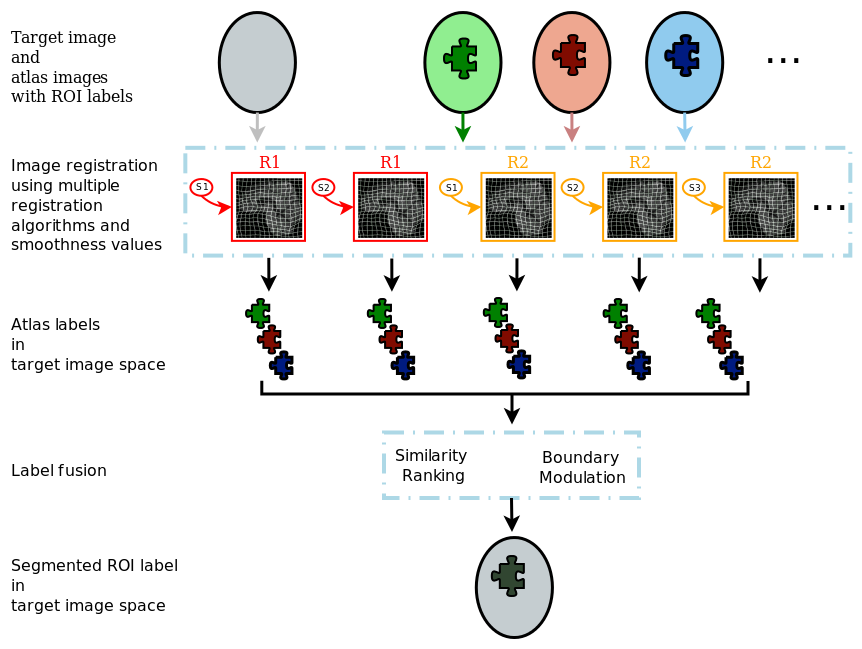 Target image
and
atlas images
with ROI labels
...
Image registration
using multiple
registration
algorithms and
smoothness values
R1 R1 R2 R2 R2
S1 S2 S1 S2 S3
...
Atlas labels
in
target image space
Label fusion
Similarity
Ranking
Boundary
Modulation
Segmented ROI label
in
target image space